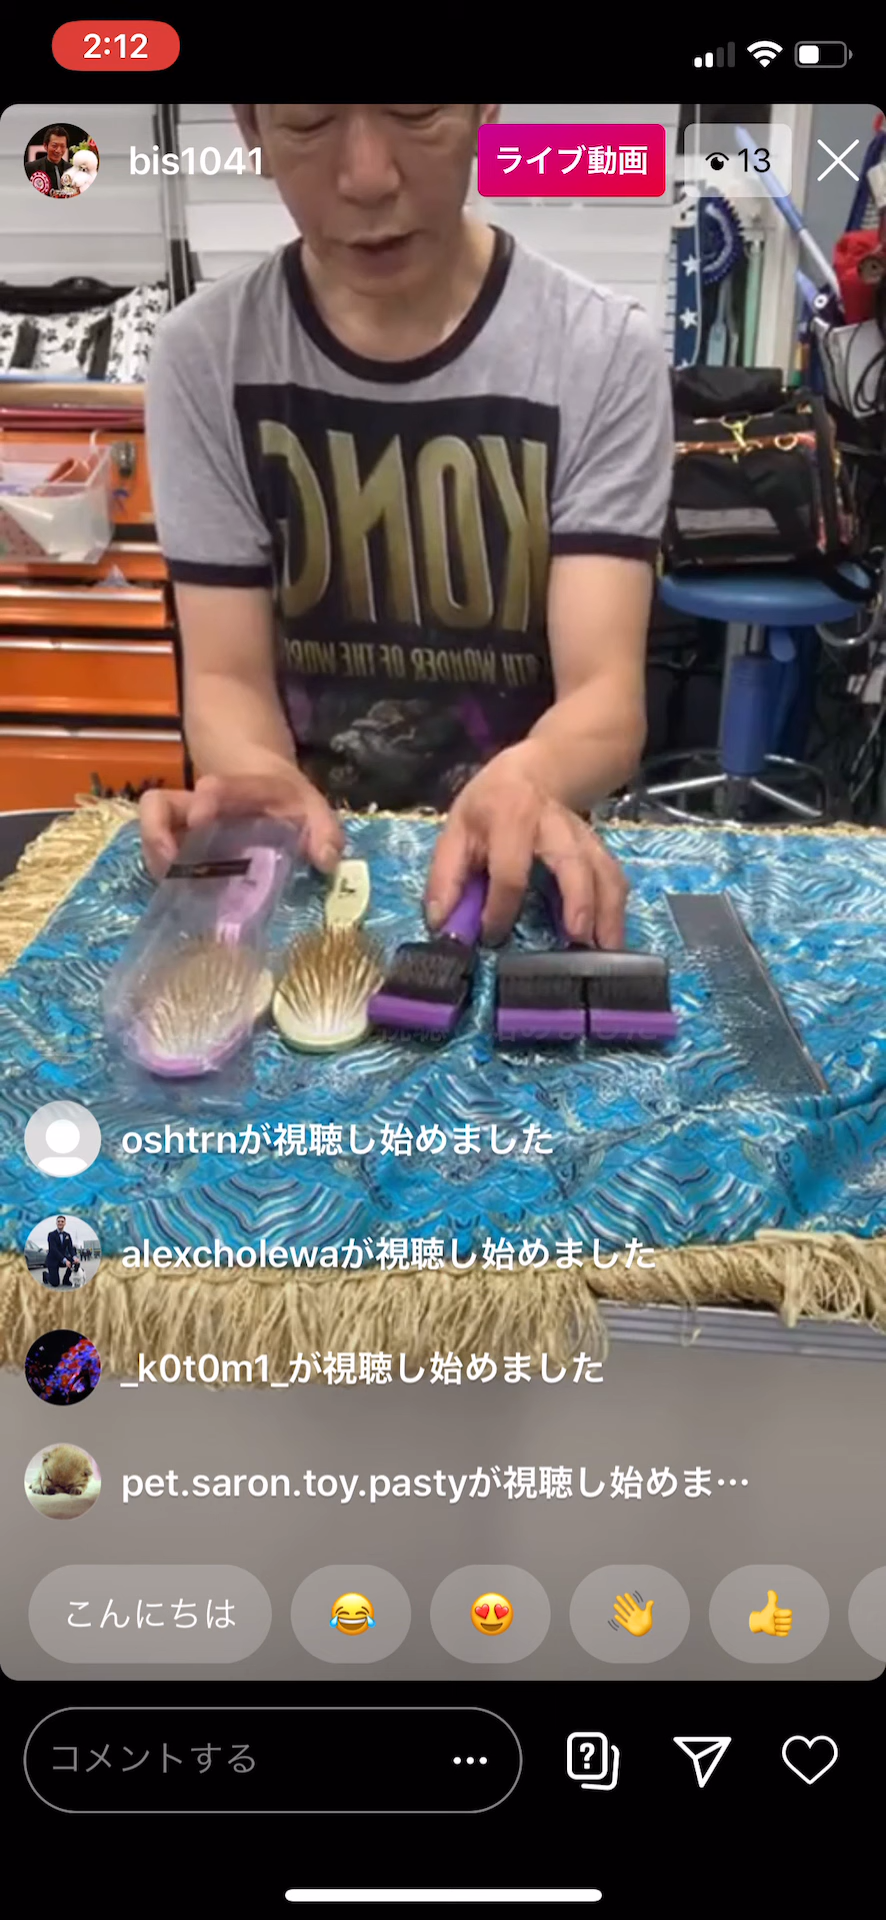 2:12
bis1041
ライブ動画
13
KONG
8TH WONDER OF THE WORL
oshtrnが視聴し始めました
alexcholewaが視聴し始めました
_k0t0m1_が視聴し始めました
pet.saron.toy.pastyが視聴し始めま…
こんにちは
コメントする